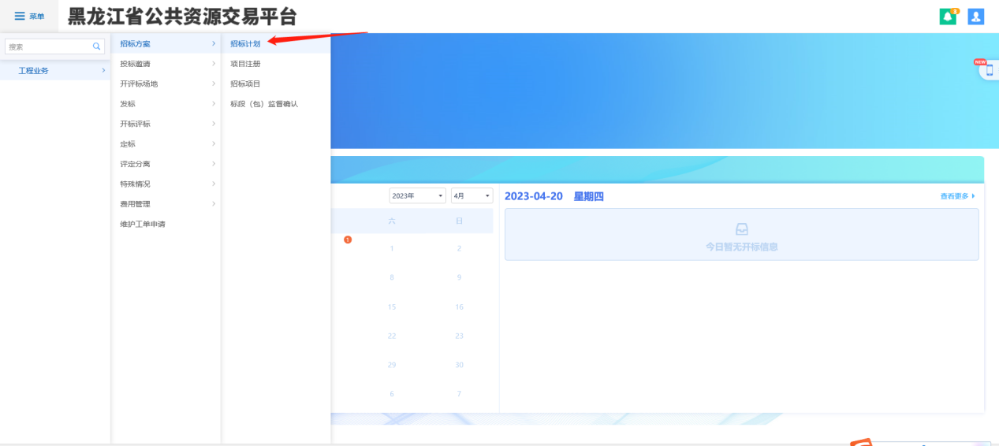 菜单
黑龙江省公共资源交易平台
3
搜索
工程业务
招标方案
投标邀请
开评标场地
发标
开标评标
定标
评定分离
特殊情况
费用管理
维护工单申请
招标计划
项目注册
招标项目
标段（包）监督确认
NEW
2023年
4月
六 日
1
1 2
8 9
15 16
22 23
29 30
6 7
2023-04-20 星期四
查看更多
今日暂无开标信息